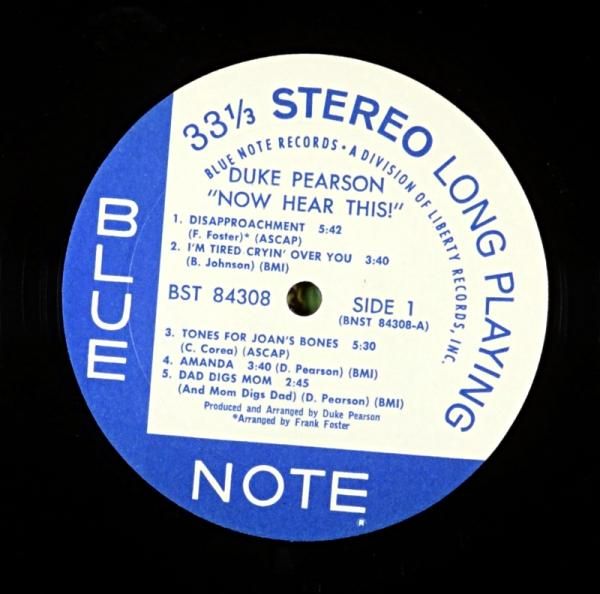 33 1/3 STEREO LONG PLAYING
BLUE NOTE RECORDS • A DIVISION OF LIBERTY RECORDS, INC.
DUKE PEARSON
"NOW HEAR THIS!"
1. DISAPPROACHMENT 5:42
(F. Foster)* (ASCAP)
2. I'M TIRED CRYIN' OVER YOU 3:40
(B. Johnson) (BMI)
BST 84308
SIDE 1
(BNST 84308-A)
3. TONES FOR JOAN'S BONES 5:30
(C. Corea) (ASCAP)
4. AMANDA 3:40 (D. Pearson) (BMI)
5. DAD DIGS MOM 2:45
(And Mom Digs Dad) (D. Pearson) (BMI)
Produced and Arranged by Duke Pearson
*Arranged by Frank Foster
BLUE
NOTE
®